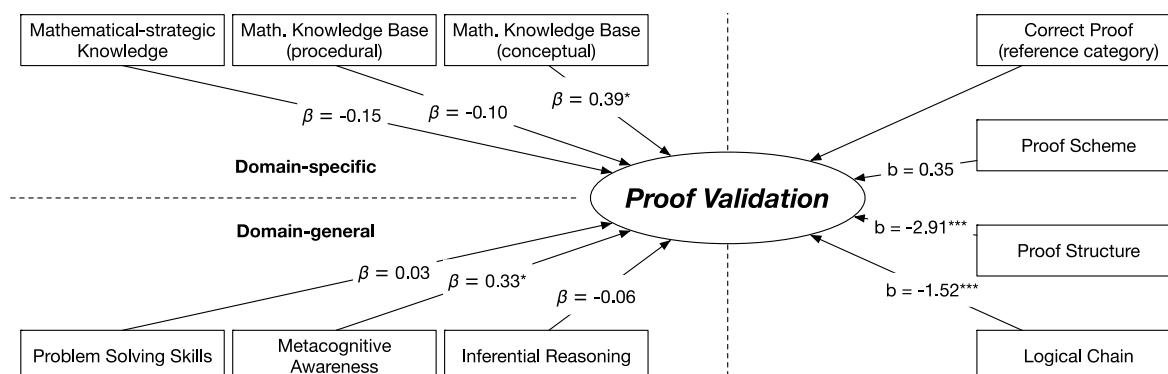 Mathematical-strategic
Knowledge
Math. Knowledge Base
(procedural)
Math. Knowledge Base
(conceptual)
Correct Proof
(reference category)
β = -0.15
β = -0.10
β = 0.39*
Proof Scheme
b = 0.35
Domain-specific
Proof Validation
Domain-general
b = -2.91***
Proof Structure
β = 0.03
β = 0.33*
β = -0.06
b = -1.52***
Problem Solving Skills
Metacognitive
Awareness
Inferential Reasoning
Logical Chain